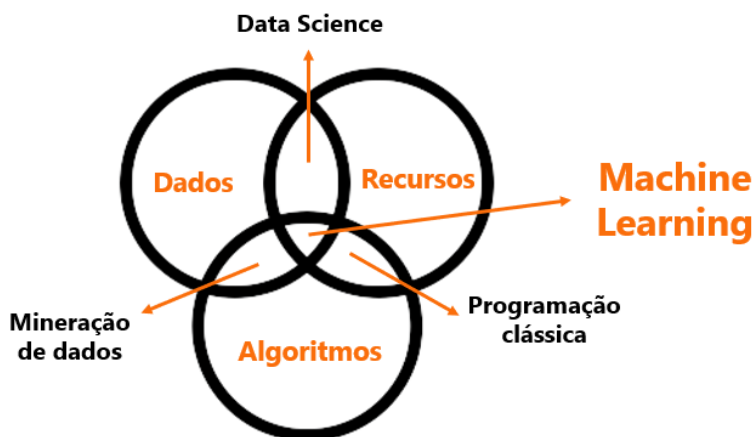 Data Science
Dados
Recursos
Machine
Learning
Mineração
de dados
Programação
clássica
Algoritmos